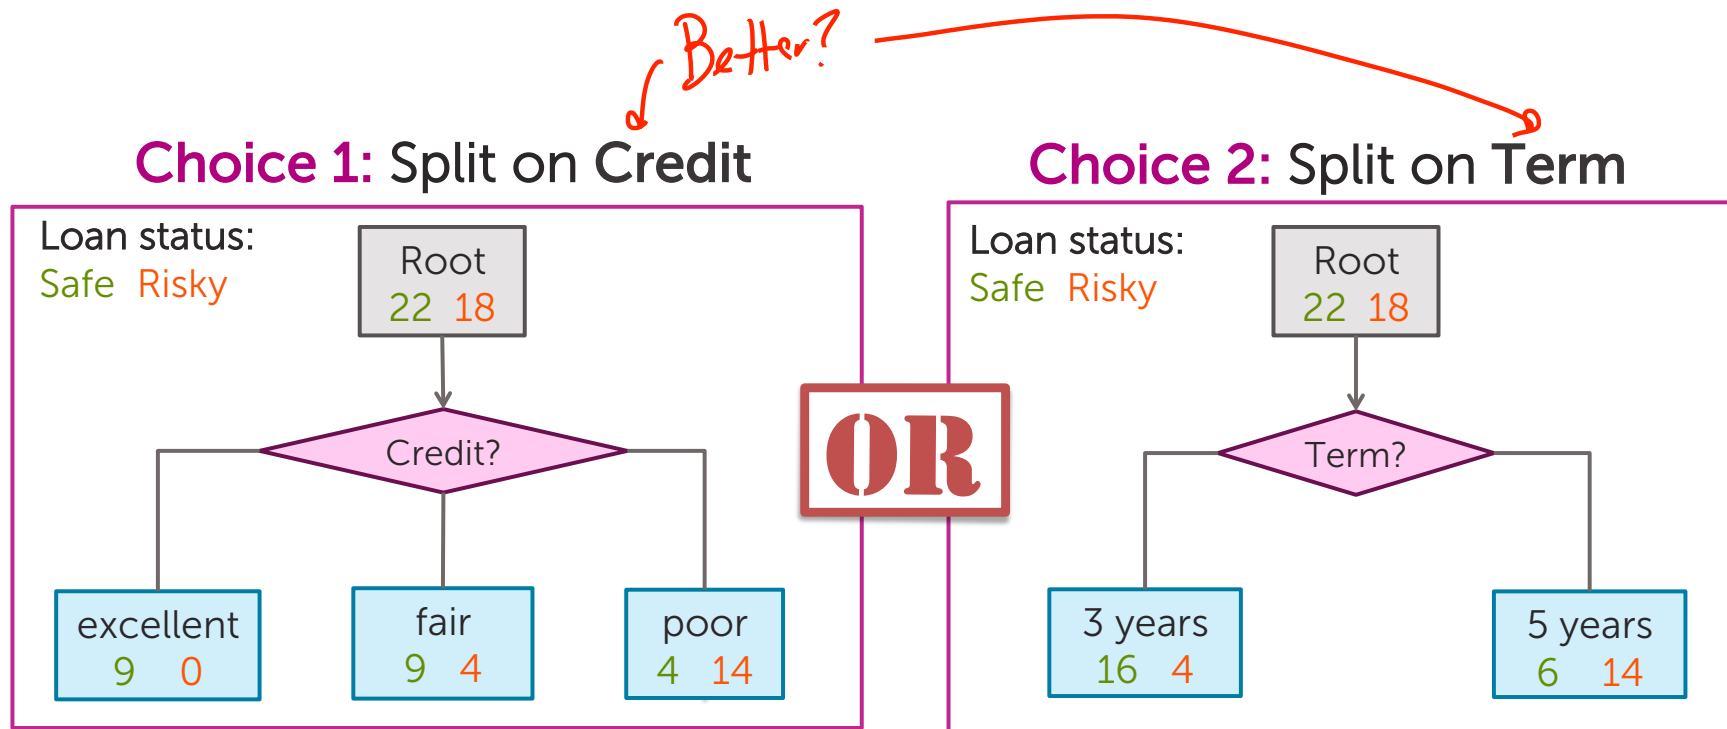 Better?
Choice 1: Split on Credit
Loan status:
Safe Risky
Root
22 18
Credit?
excellent
9 0
fair
9 4
poor
4 14
OR
Choice 2: Split on Term
Loan status:
Safe Risky
Root
22 18
Term?
3 years
16 4
5 years
6 14